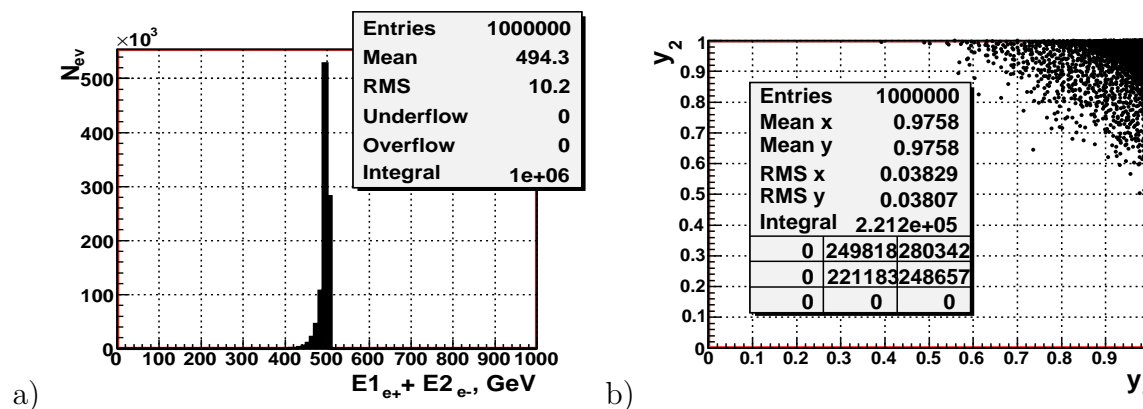 ×10³
N_ev
500
400
300
200
100
0
0 100 200 300 400 500 600 700 800 900 1000
E1_e+ + E2_e-, GeV
Entries 1000000
Mean 494.3
RMS 10.2
Underflow 0
Overflow 0
Integral 1e+06
a)
y_2
1
0.9
0.8
0.7
0.6
0.5
0.4
0.3
0.2
0.1
0
0 0.1 0.2 0.3 0.4 0.5 0.6 0.7 0.8 0.9
y
Entries 1000000
Mean x 0.9758
Mean y 0.9758
RMS x 0.03829
RMS y 0.03807
Integral 2.212e+05
0 249818 280342
0 221183 248657
0 0 0
b)